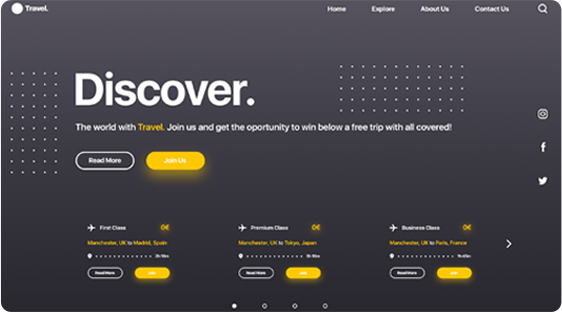 Travel.
Home Explore About Us Contact Us
Discover.
The world with Travel. Join us and get the oportunity to win below a free trip with all covered!
Read More Join Us
First Class 0€
Manchester, UK to Madrid, Spain
Read More Join
Premium Class 0€
Manchester, UK to Tokyo, Japan
Read More Join
Business Class 0€
Manchester, UK to Paris, France
Read More Join